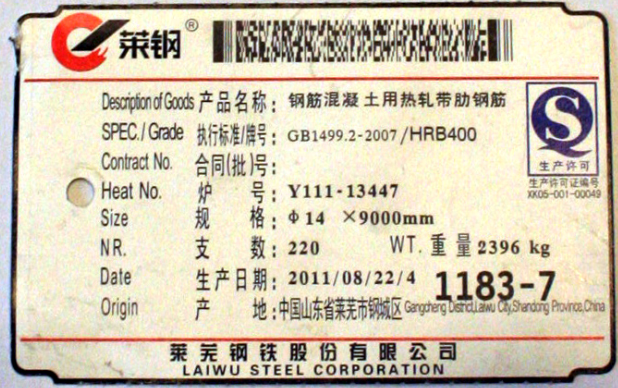 莱钢®
Description of Goods 产品名称: 钢筋混凝土用热轧带肋钢筋
SPEC./Grade 执行标准/牌号: GB1499.2-2007/HRB400
Contract No. 合同(批)号:
Heat No. 炉号: Y111-13447
Size 规格: Φ14 ×9000mm
NR. 支数: 220 WT. 重量 2396 kg
Date 生产日期: 2011/08/22/4 1183-7
Origin 产地: 中国山东省莱芜市钢城区 Gangcheng District,Laiwu City,Shandong Province,China
生产许可
生产许可证编号
XK05-001-00049
莱芜钢铁股份有限公司
LAIWU STEEL CORPORATION